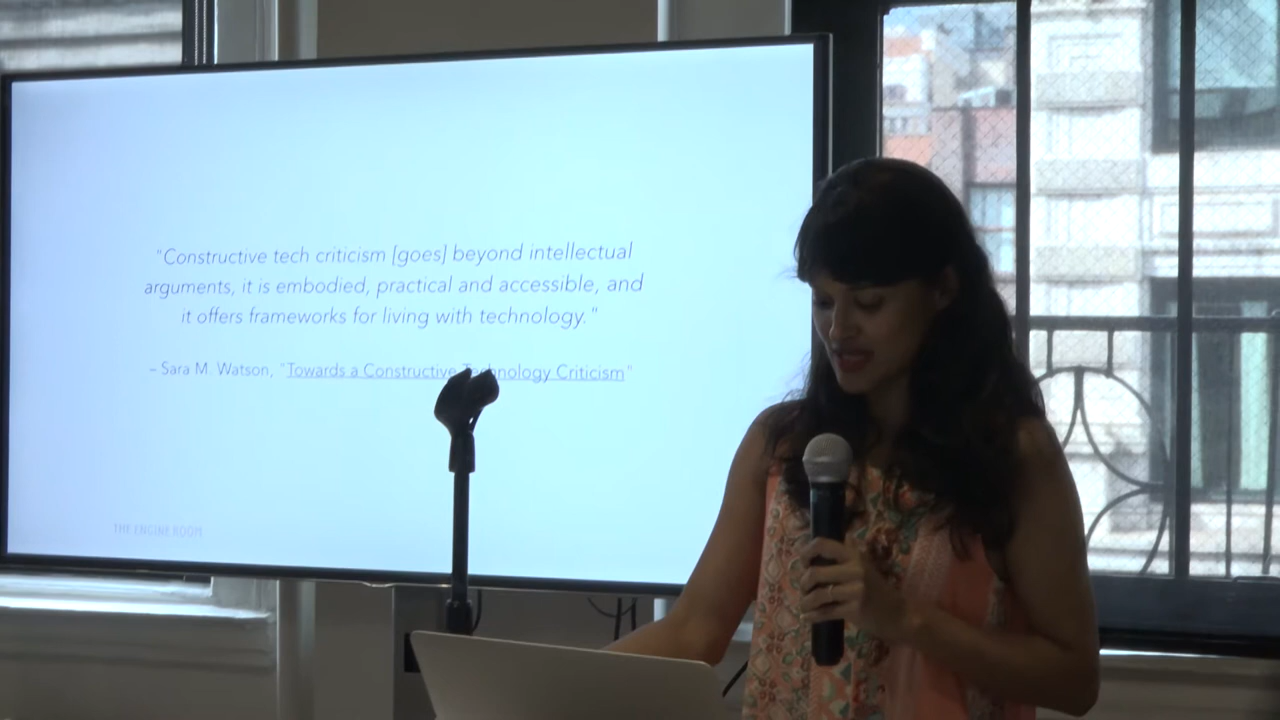 "Constructive tech criticism [goes] beyond intellectual
arguments, it is embodied, practical and accessible, and
it offers frameworks for living with technology."
– Sara M. Watson, "Towards a Constructive Technology Criticism"
THE ENGINE ROOM